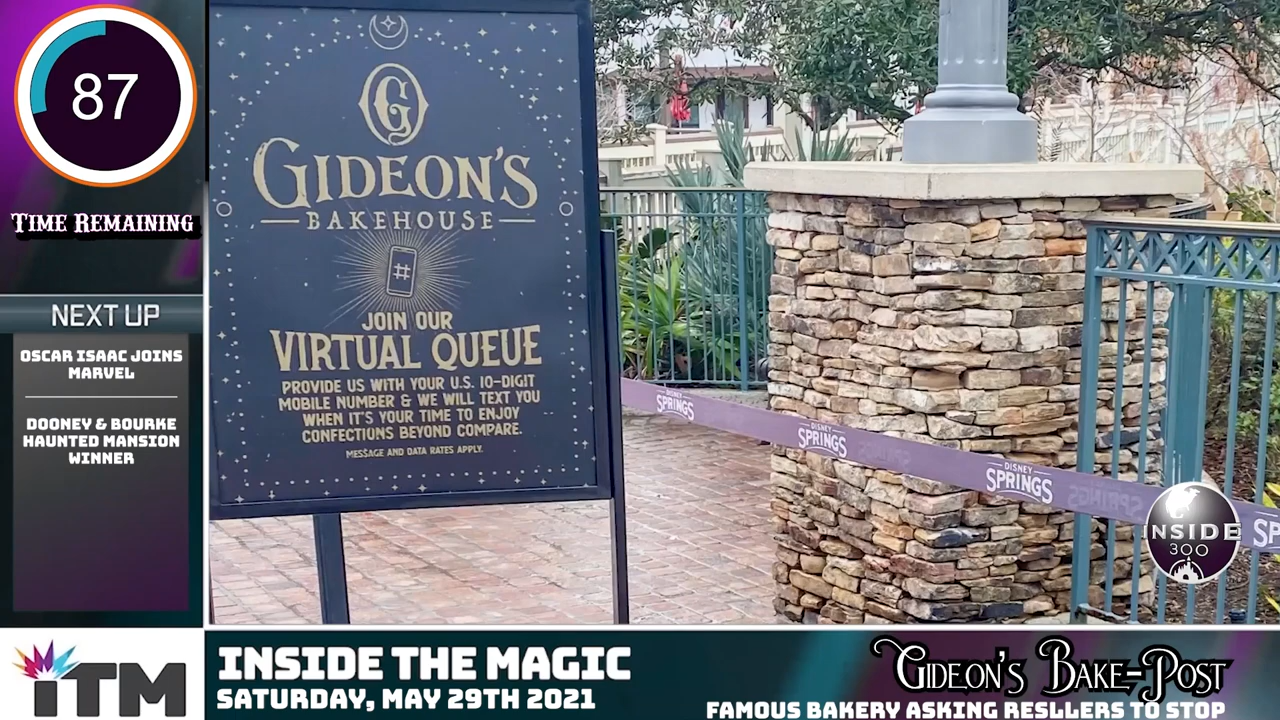 87
TIME REMAINING
NEXT UP
OSCAR ISAAC JOINS
MARVEL
DOONEY & BOURKE
HAUNTED MANSION
WINNER
G
GIDEON'S
BAKEHOUSE
#
JOIN OUR
VIRTUAL QUEUE
PROVIDE US WITH YOUR U.S. 10-DIGIT
MOBILE NUMBER & WE WILL TEXT YOU
WHEN IT'S YOUR TIME TO ENJOY
CONFECTIONS BEYOND COMPARE.
MESSAGE AND DATA RATES APPLY.
DISNEY
SPRINGS
DISNEY
SPRINGS
DISNEY
SPRINGS
SP
INSIDE
300
iTM
INSIDE THE MAGIC
SATURDAY, MAY 29TH 2021
GIDEON'S BAKE-POST
FAMOUS BAKERY ASKING RESLLERS TO STOP